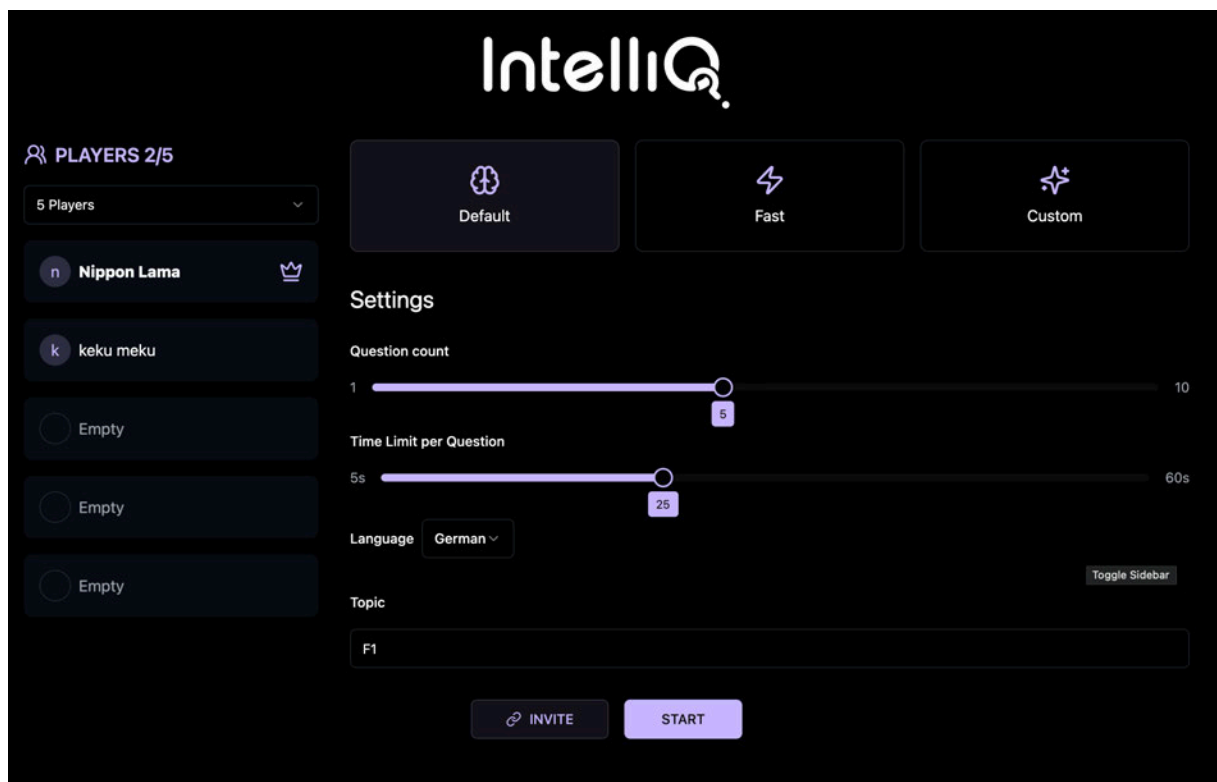 IntelliQ
PLAYERS 2/5
5 Players
n Nippon Lama
k keku meku
Empty
Empty
Empty
Default
Fast
Custom
Settings
Question count
1 10
5
Time Limit per Question
5s 60s
25
Language German
Toggle Sidebar
Topic
F1
INVITE
START